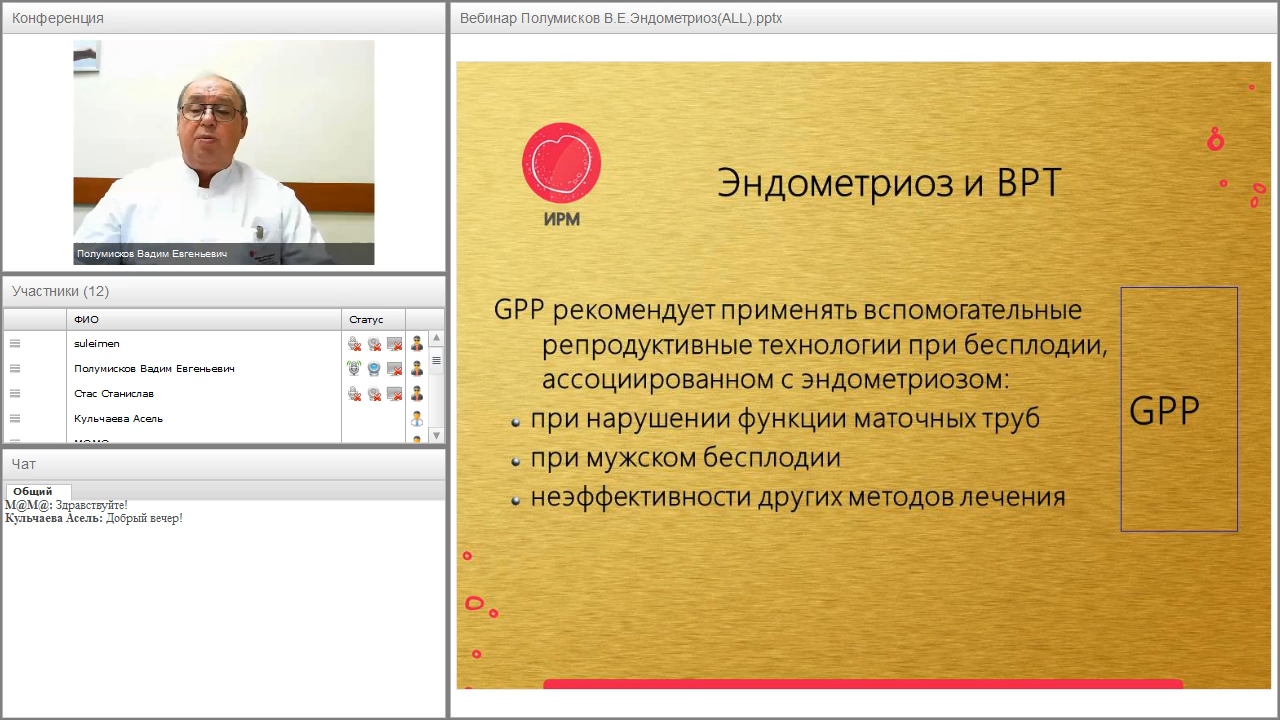 Конференция
Полумисков Вадим Евгеньевич
Участники (12)
ФИО
Статус
suleimen
Полумисков Вадим Евгеньевич
Стас Станислав
Кульчаева Асель
Чат
Общий
M@M@: Здравствуйте!
Кульчаева Асель: Добрый вечер!
Вебинар Полумисков В.Е.Эндометриоз(ALL).pptx
ИРМ
Эндометриоз и ВРТ
GPP рекомендует применять вспомогательные
репродуктивные технологии при бесплодии,
ассоциированном с эндометриозом:
при нарушении функции маточных труб
при мужском бесплодии
неэффективности других методов лечения
GPP